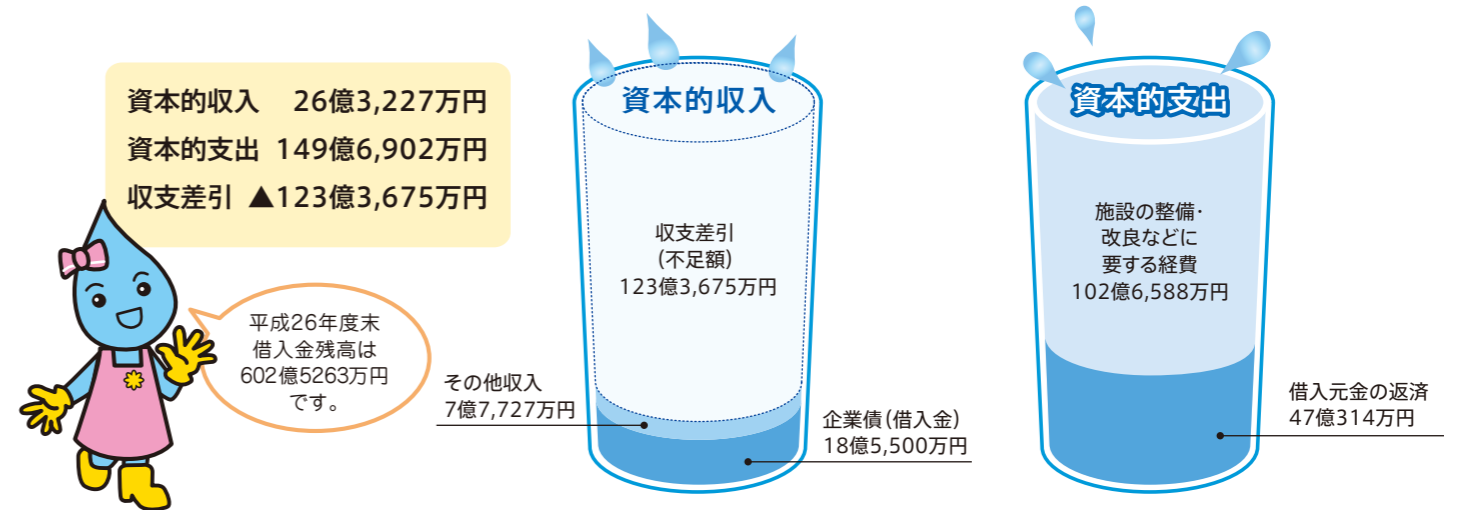 資本的収入 26億3,227万円
資本的支出 149億6,902万円
収支差引 ▲123億3,675万円
平成26年度末
借入金残高は
602億5263万円
です。
資本的収入
収支差引
(不足額)
123億3,675万円
その他収入
7億7,727万円
企業債(借入金)
18億5,500万円
資本的支出
施設の整備・
改良などに
要する経費
102億6,588万円
借入元金の返済
47億314万円